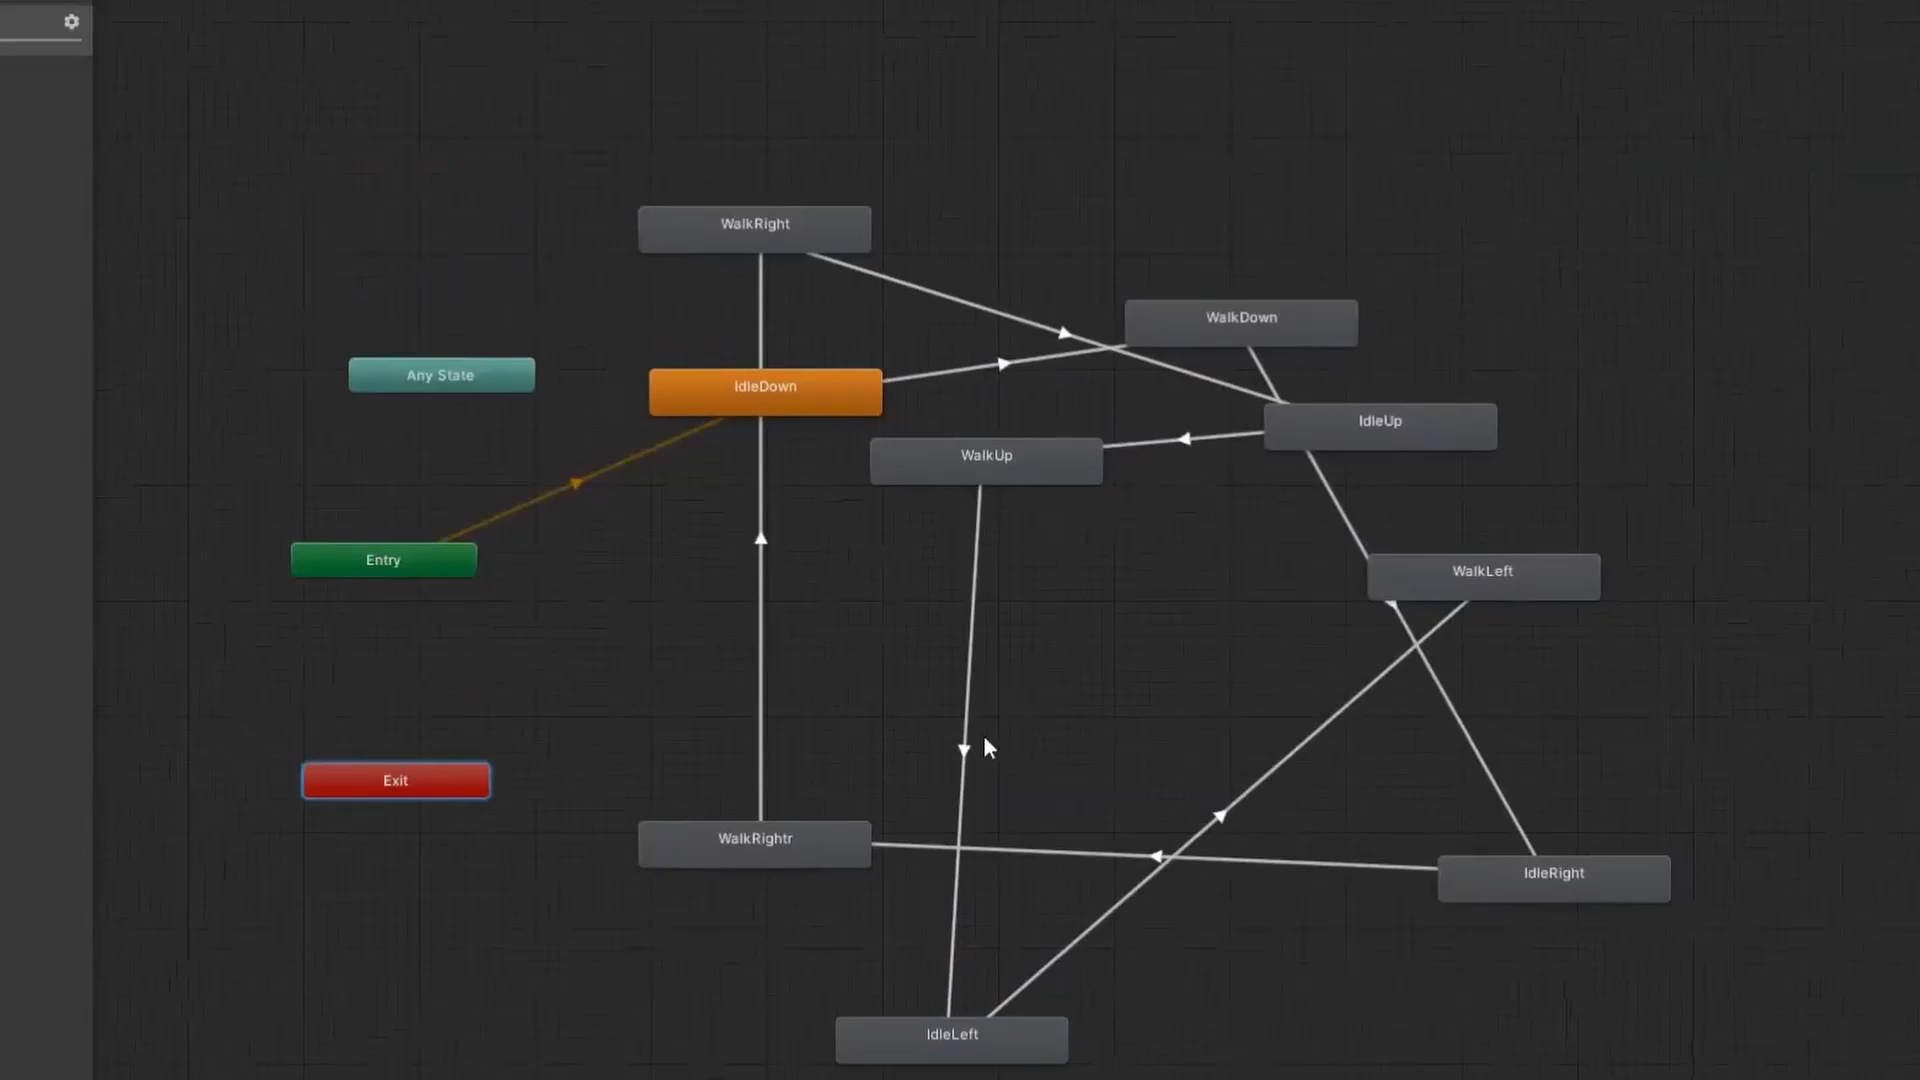 WalkRight
WalkDown
Any State
IdleDown
IdleUp
WalkUp
Entry
WalkLeft
Exit
WalkRightr
IdleRight
IdleLeft